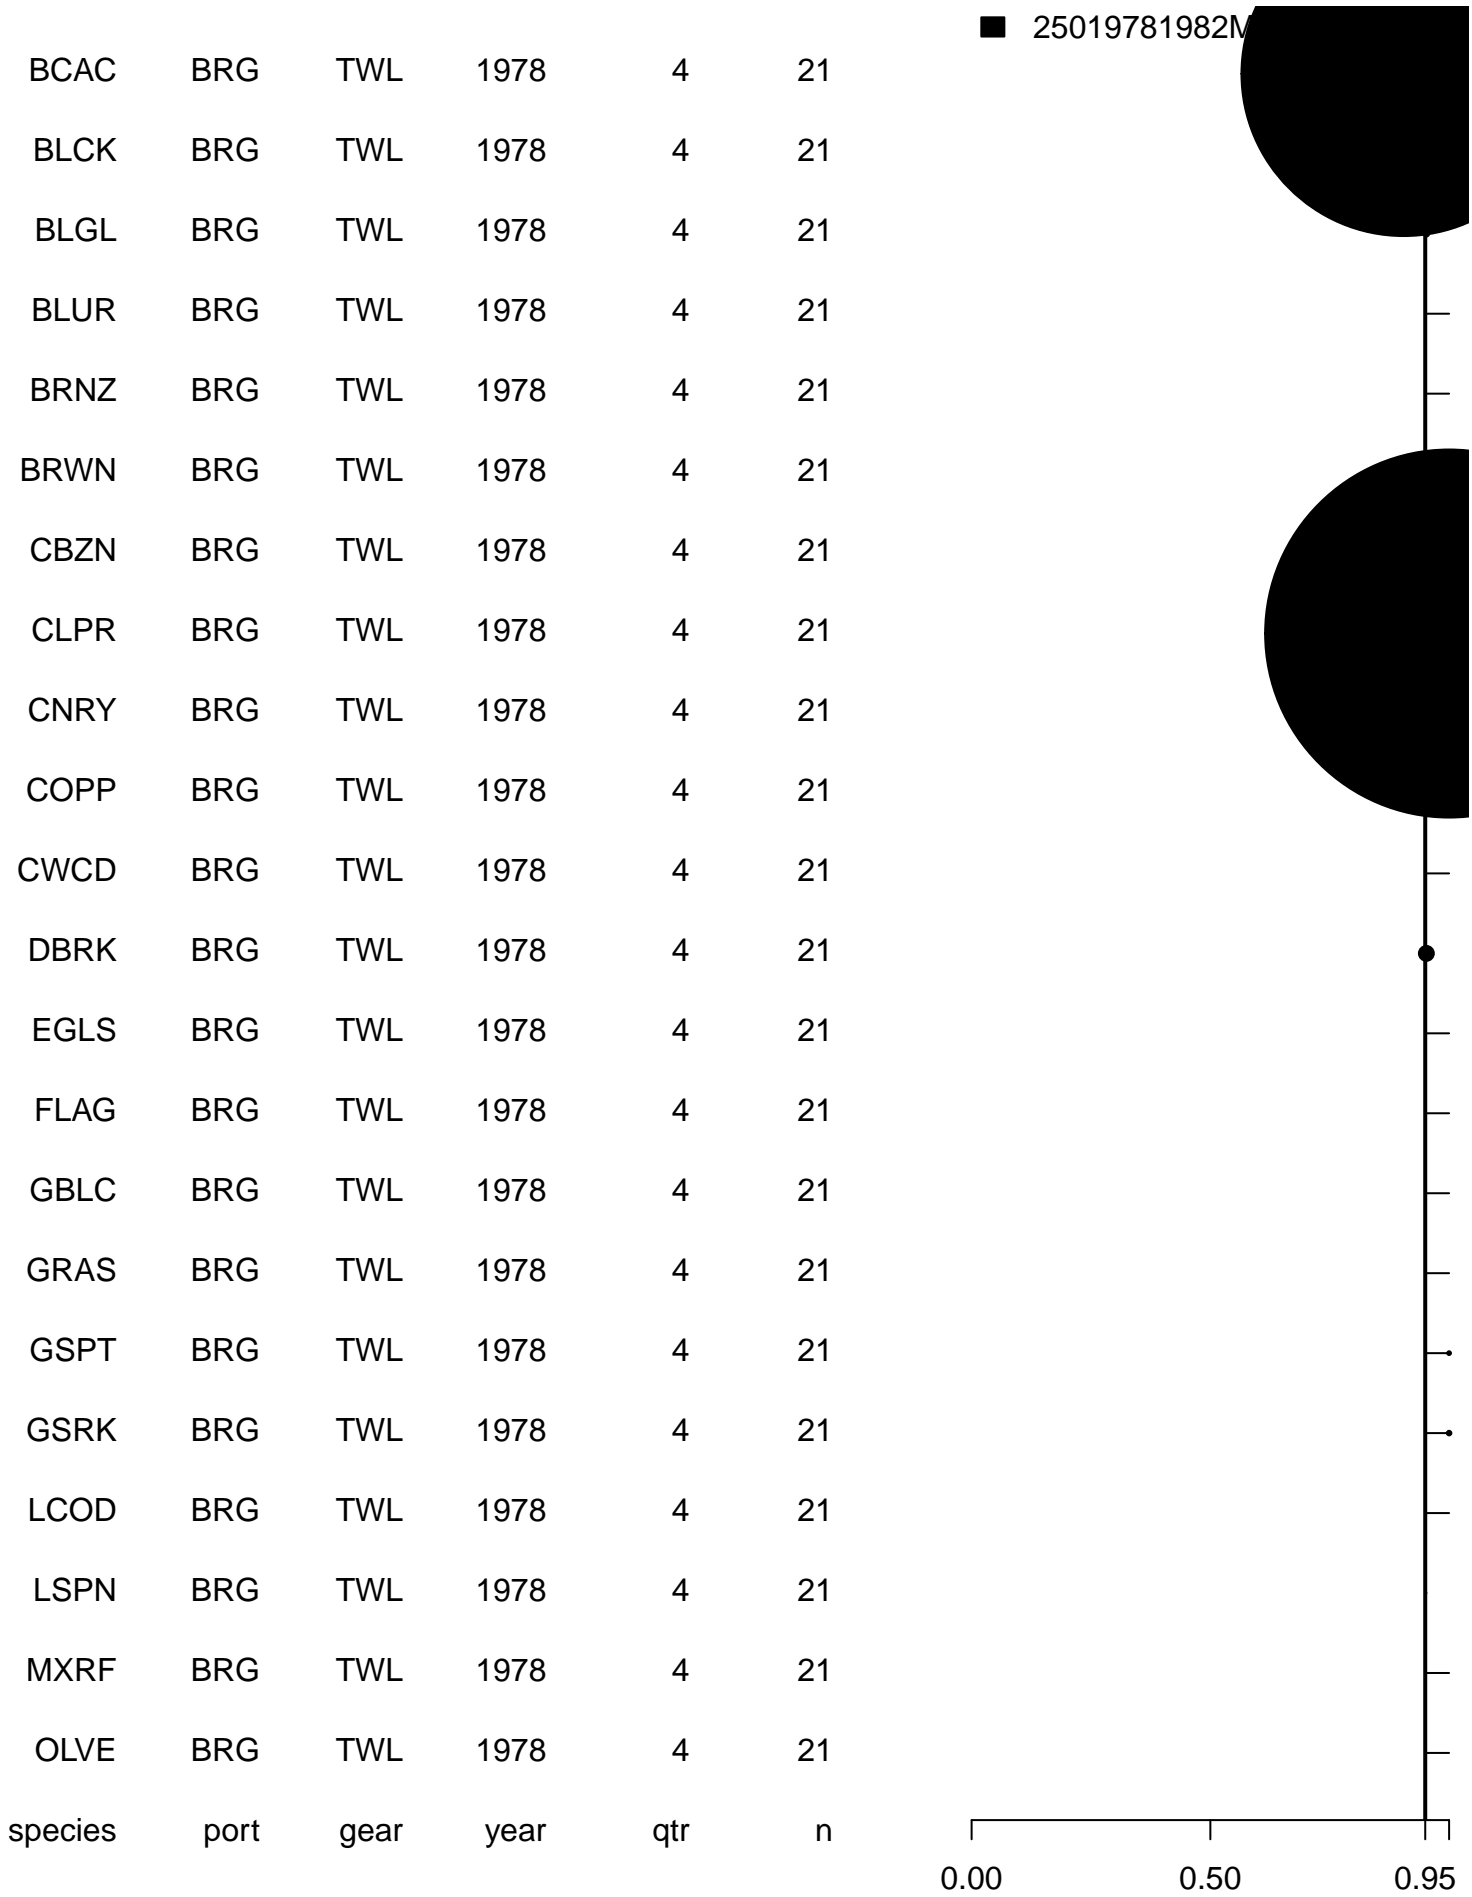 25019781982M
BCAC BRG TWL 1978 4 21
BLCK BRG TWL 1978 4 21
BLGL BRG TWL 1978 4 21
BLUR BRG TWL 1978 4 21
BRNZ BRG TWL 1978 4 21
BRWN BRG TWL 1978 4 21
CBZN BRG TWL 1978 4 21
CLPR BRG TWL 1978 4 21
CNRY BRG TWL 1978 4 21
COPP BRG TWL 1978 4 21
CWCD BRG TWL 1978 4 21
DBRK BRG TWL 1978 4 21
EGLS BRG TWL 1978 4 21
FLAG BRG TWL 1978 4 21
GBLC BRG TWL 1978 4 21
GRAS BRG TWL 1978 4 21
GSPT BRG TWL 1978 4 21
GSRK BRG TWL 1978 4 21
LCOD BRG TWL 1978 4 21
LSPN BRG TWL 1978 4 21
MXRF BRG TWL 1978 4 21
OLVE BRG TWL 1978 4 21
species port gear year qtr n
0.00 0.50 0.95